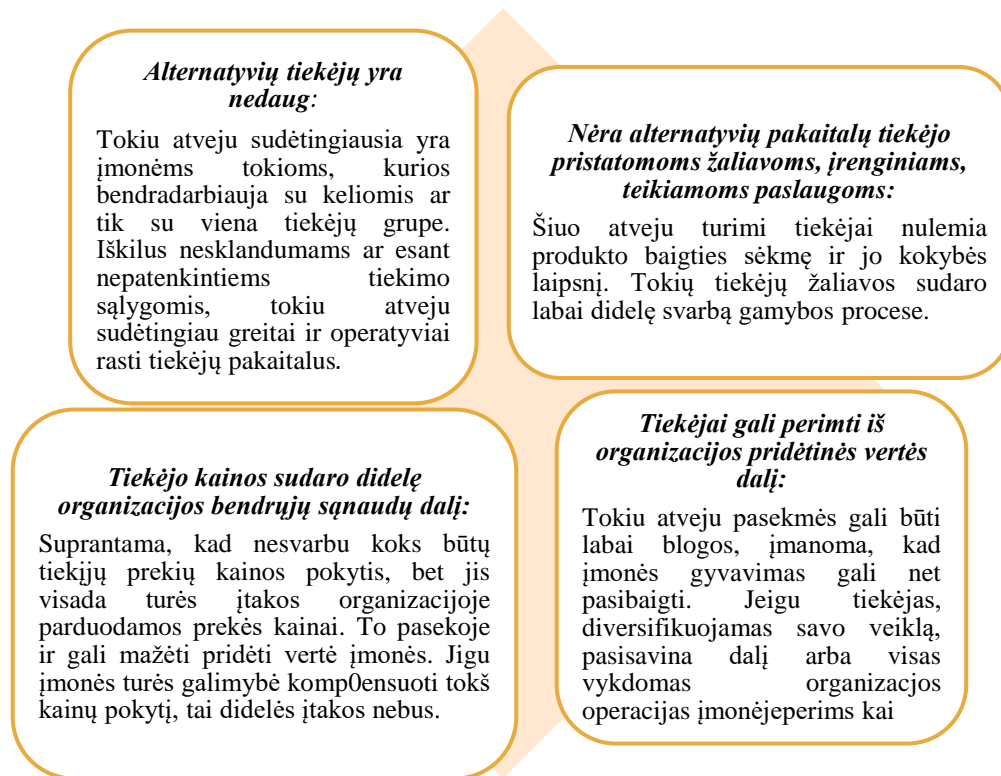 Alternatyvių tiekėjų yra
nedaug:
Tokiu atveju sudėtingiausia yra
įmonėms tokioms, kurios
bendradarbiauja su keliomis ar
tik su viena tiekėjų grupe.
Iškilus nesklandumams ar esant
nepatenkintiems tiekimo
sąlygomis, tokiu atveju
sudėtingiau greitai ir operatyviai
rasti tiekėjų pakaitalus.
Nėra alternatyvių pakaitalų tiekėjo
pristatomoms žaliavoms, įrenginiams,
teikiamoms paslaugoms:
Šiuo atveju turimi tiekėjai nulemia
produkto baigties sėkmę ir jo kokybės
laipsnį. Tokių tiekėjų žaliavos sudaro
labai didelę svarbą gamybos procese.
Tiekėjo kainos sudaro didelę
organizacijos bendrųjų sąnaudų dalį:
Suprantama, kad nesvarbu koks būtų
tiekįjų prekių kainos pokytis, bet jis
visada turės įtakos organizacijoje
parduodamos prekės kainai. To pasekoje
ir gali mažėti pridėti vertė įmonės. Jigu
įmonės turės galimybė komp0ensuoti tokš
kainų pokytį, tai didelės įtakos nebus.
Tiekėjai gali perimti iš
organizacijos pridėtinės vertės
dalį:
Tokiu atveju pasekmės gali būti
labai blogos, įmanoma, kad
įmonės gyvavimas gali net
pasibaigti. Jeigu tiekėjas,
diversifikuojamas savo veiklą,
pasisavina dalį arba visas
vykdomas organizacjos
operacijas įmonėjeperims kai